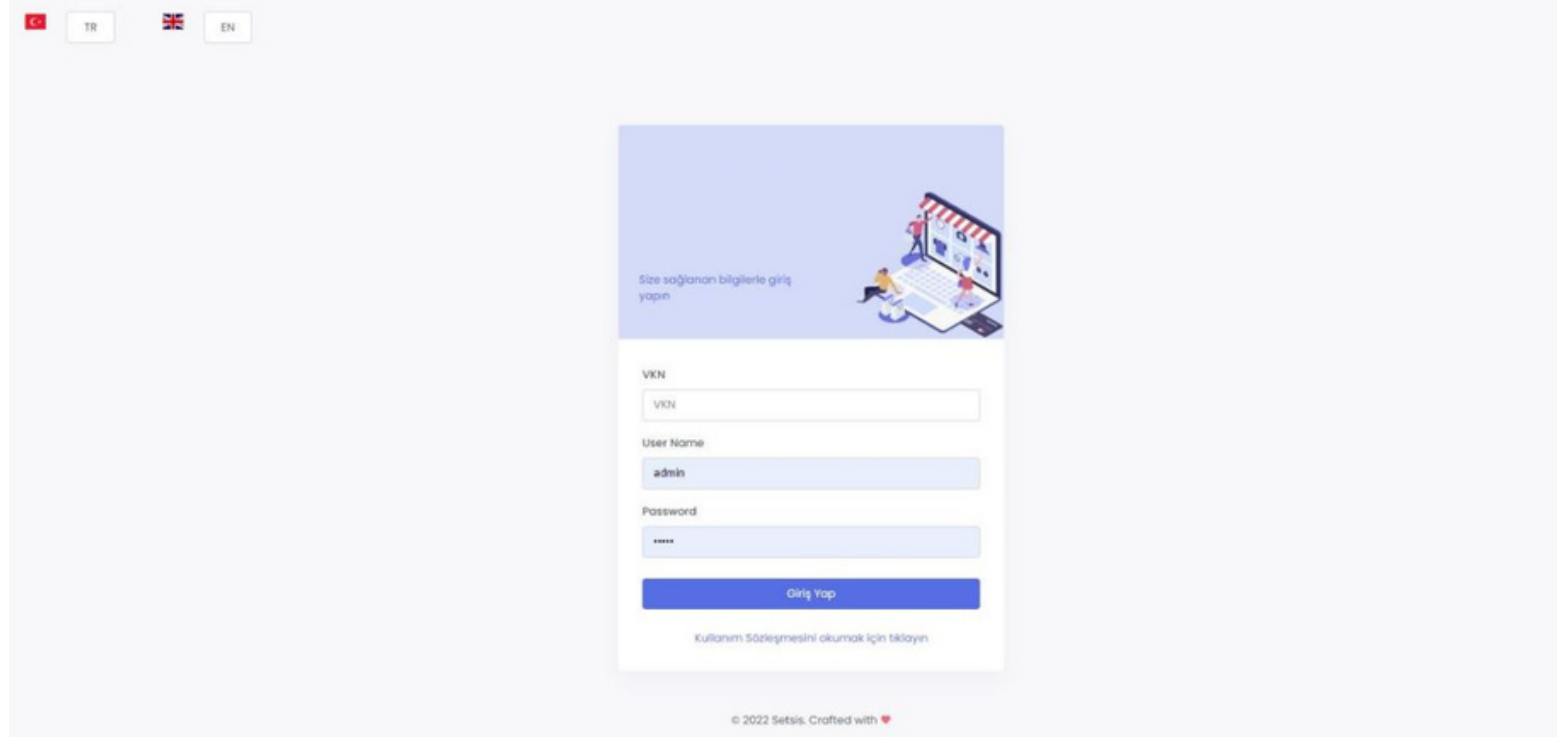 TR
EN
Size sağlanan bilgilerle giriş
yapın
VKN
VKN
User Name
admin
Password
•••••
Giriş Yap
Kullanım Sözleşmesini okumak için tıklayın
© 2022 Setsis. Crafted with ❤